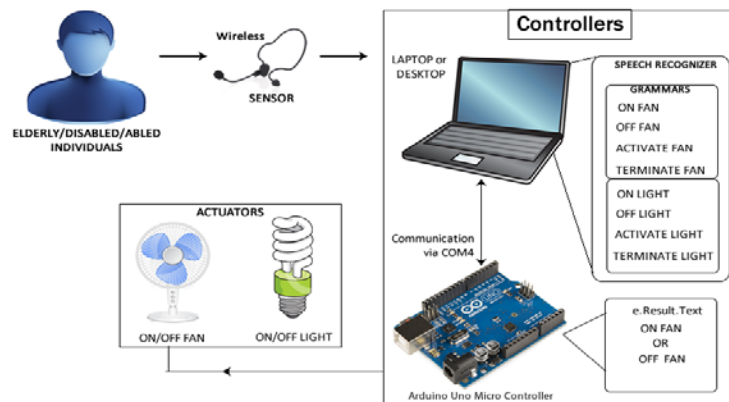 Controllers
Wireless
SENSOR
ELDERLY/DISABLED/ABLED
INDIVIDUALS
LAPTOP or
DESKTOP
SPEECH RECOGNIZER
GRAMMARS
ON FAN
OFF FAN
ACTIVATE FAN
TERMINATE FAN
ON LIGHT
OFF LIGHT
ACTIVATE LIGHT
TERMINATE LIGHT
Communication
via COM4
ACTUATORS
ON/OFF FAN
ON/OFF LIGHT
e.Result.Text
ON FAN
OR
OFF FAN
Arduino Uno Micro Controller